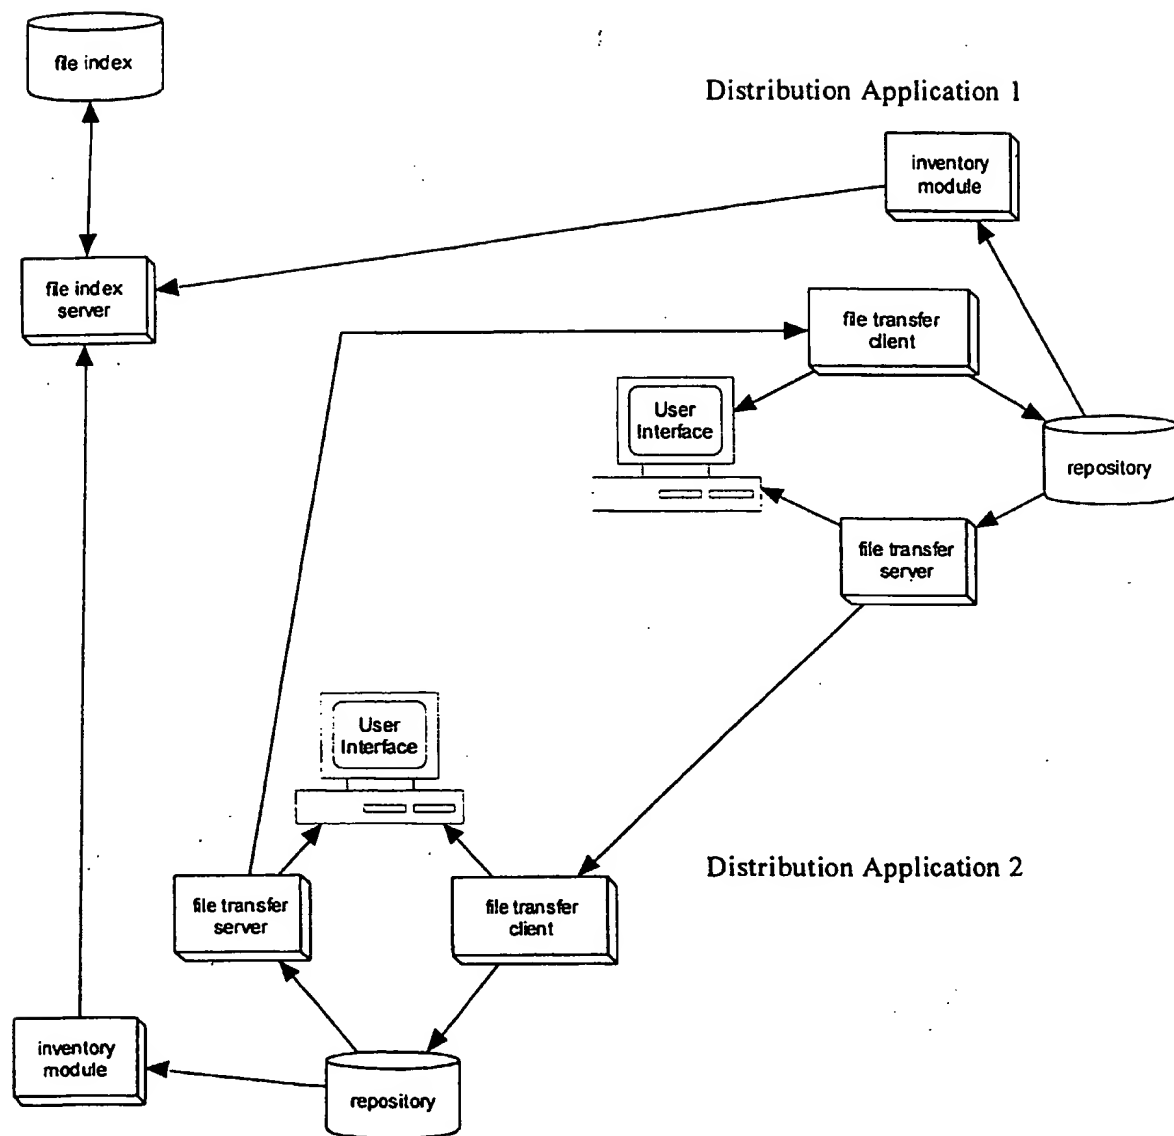 file index
Distribution Application 1
inventory
module
file index
server
file transfer
client
User
Interface
repository
file transfer
server
User
Interface
Distribution Application 2
file transfer
server
file transfer
client
inventory
module
repository